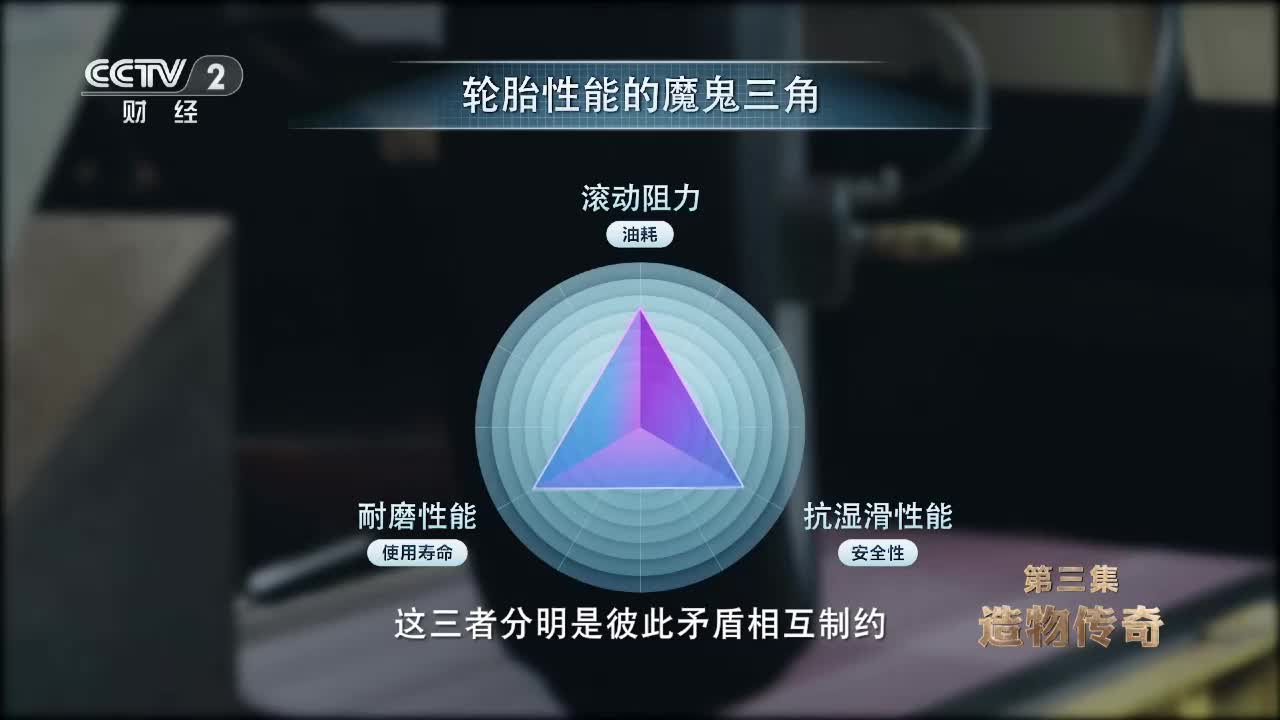 CCTV 2
财 经
轮胎性能的魔鬼三角
滚动阻力
油耗
耐磨性能
使用寿命
抗湿滑性能
安全性
第三集
造物传奇
这三者分明是彼此矛盾相互制约